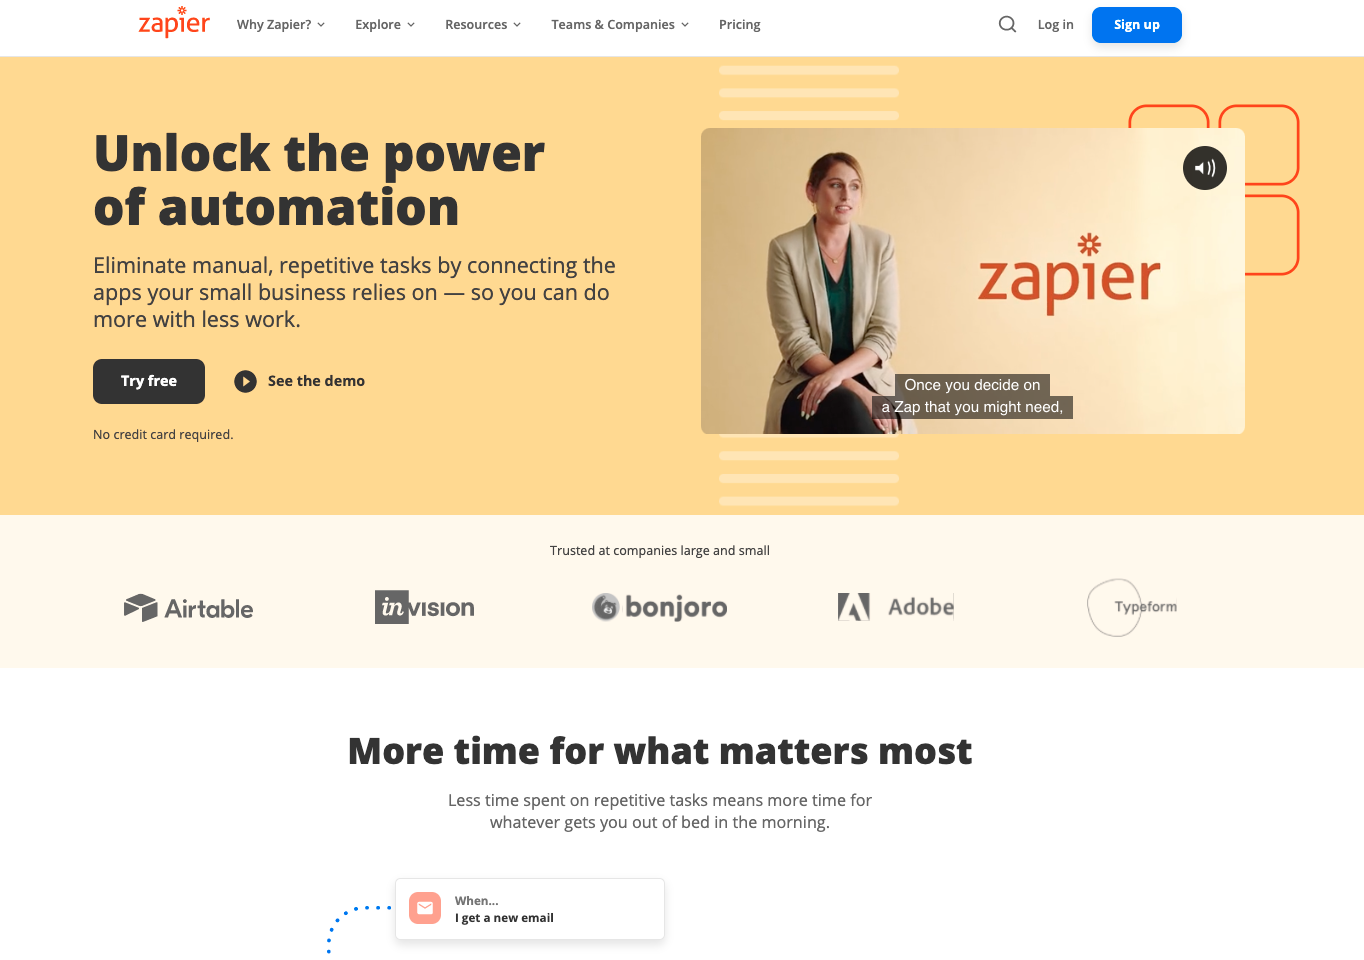 zapier
Why Zapier?
Explore
Resources
Teams & Companies
Pricing
Log in
Sign up
Unlock the power
of automation
Eliminate manual, repetitive tasks by connecting the
apps your small business relies on — so you can do
more with less work.
Try free
See the demo
No credit card required.
zapier
Once you decide on
a Zap that you might need,
Trusted at companies large and small
Airtable
invision
bonjoro
Adobe
Typeform
More time for what matters most
Less time spent on repetitive tasks means more time for
whatever gets you out of bed in the morning.
When...
I get a new email